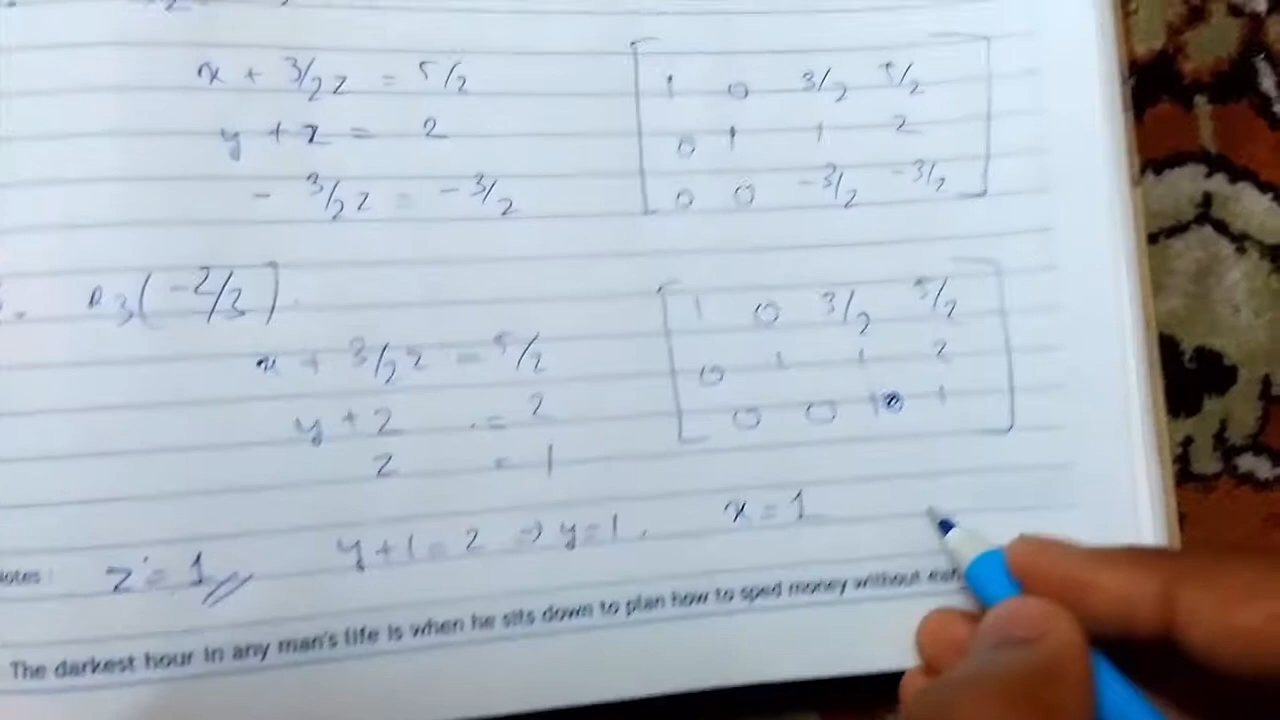 x + 3/2 z = 5/2
1 0 3/2 5/2
y + z = 2
0 1 1 2
- 3/2 z = -3/2
0 0 -3/2 -3/2
R3(-2/3)
x + 3/2 z = 5/2
1 0 3/2 5/2
y + z = 2
0 1 1 2
z = 1
0 0 1 1
z = 1 y + 1 = 2 → y = 1. x = 1
Notes :
The darkest hour in any man's life is when he sits down to plan how to sped money without